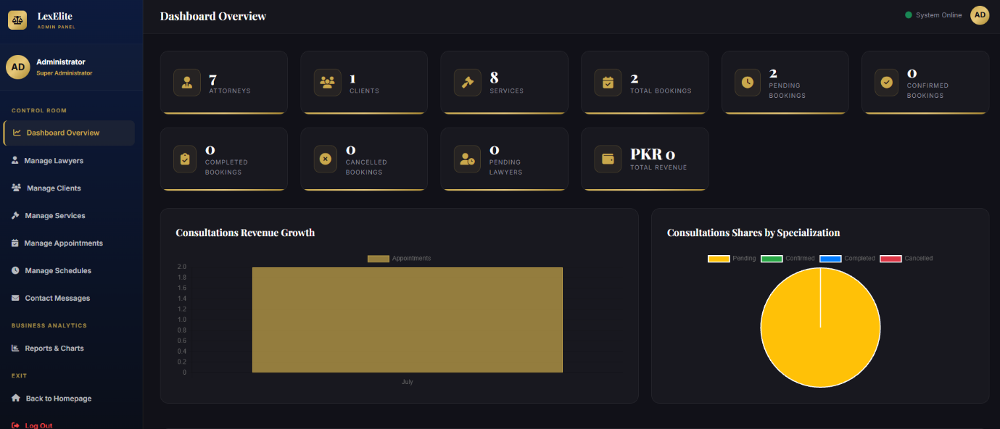 LexElite
ADMIN PANEL
AD
Administrator
Super Administrator
CONTROL ROOM
Dashboard Overview
Manage Lawyers
Manage Clients
Manage Services
Manage Appointments
Manage Schedules
Contact Messages
BUSINESS ANALYTICS
Reports & Charts
EXIT
Back to Homepage
Log Out
Dashboard Overview
System Online
AD
7
ATTORNEYS
1
CLIENTS
8
SERVICES
2
TOTAL BOOKINGS
2
PENDING
BOOKINGS
0
CONFIRMED
BOOKINGS
0
COMPLETED
BOOKINGS
0
CANCELLED
BOOKINGS
0
PENDING
LAWYERS
PKR 0
TOTAL REVENUE
Consultations Revenue Growth
Appointments
2.0
1.8
1.6
1.4
1.2
1.0
0.8
0.6
0.4
0.2
0
July
Consultations Shares by Specialization
Pending Confirmed Completed Cancelled